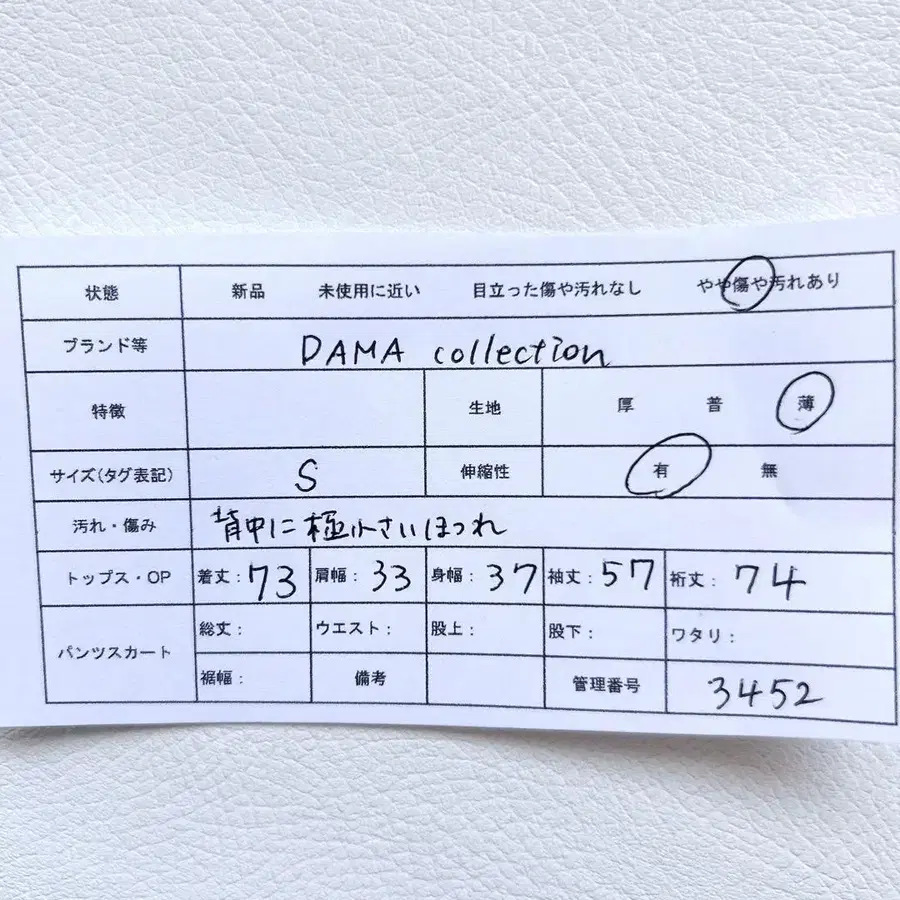 状態 新品 未使用に近い 目立った傷や汚れなし やや傷や汚れあり
ブランド等 DAMA collection
特徴 生地 厚 普 薄
サイズ(タグ表記) S 伸縮性 有 無
汚れ・傷み 背中に極小さいほつれ
トップス・OP 着丈:73 肩幅:33 身幅:37 袖丈:57 裄丈:74
パンツスカート 総丈: ウエスト: 股上: 股下: ワタリ:
裾幅: 備考 管理番号 3452